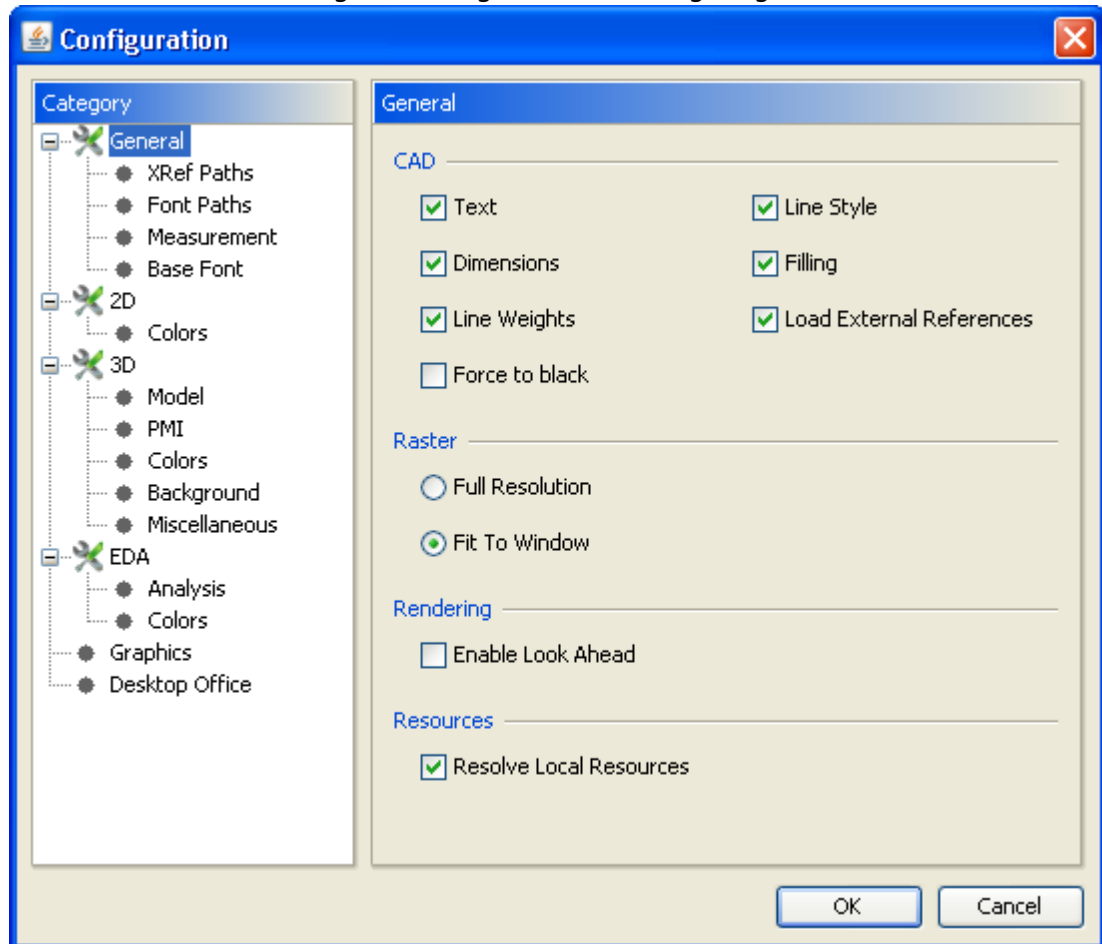 Configuration
Category
General
XRef Paths
Font Paths
Measurement
Base Font
2D
Colors
3D
Model
PMI
Colors
Background
Miscellaneous
EDA
Analysis
Colors
Graphics
Desktop Office
General
CAD
Text
Line Style
Dimensions
Filling
Line Weights
Load External References
Force to black
Raster
Full Resolution
Fit To Window
Rendering
Enable Look Ahead
Resources
Resolve Local Resources
OK
Cancel